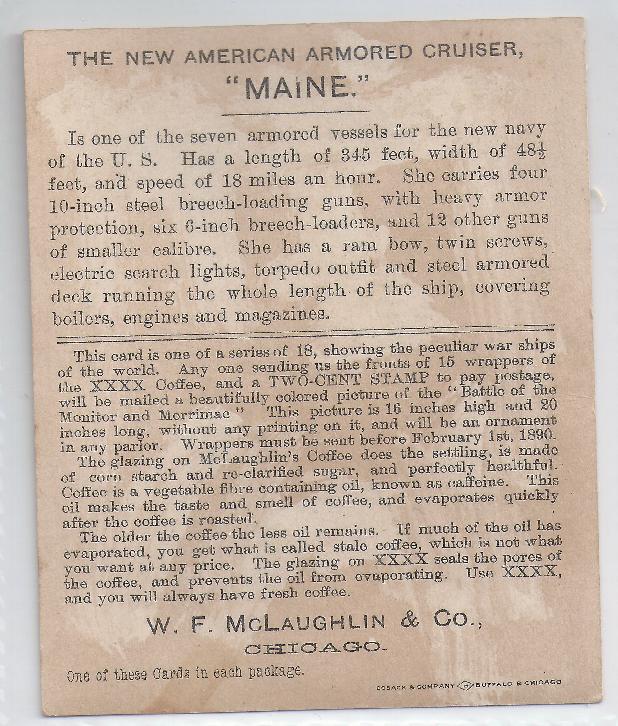 THE NEW AMERICAN ARMORED CRUISER,
"MAINE."
Is one of the seven armored vessels for the new navy
of the U. S. Has a length of 345 feet, width of 48½
feet, and speed of 18 miles an hour. She carries four
10-inch steel breech-loading guns, with heavy armor
protection, six 6-inch breech-loaders, and 12 other guns
of smaller calibre. She has a ram bow, twin screws,
electric search lights, torpedo outfit and steel armored
deck running the whole length of the ship, covering
boilers, engines and magazines.
This card is one of a series of 18, showing the peculiar war ships
of the world. Any one sending us the fronts of 15 wrappers of
the XXXX Coffee, and a TWO-CENT STAMP to pay postage,
will be mailed a beautifully colored picture of the "Battle of the
Monitor and Merrimac" This picture is 16 inches high and 20
inches long, without any printing on it, and will be an ornament
in any parlor. Wrappers must be sent before February 1st, 1890.
The glazing on McLaughlin's Coffee does the settling, is made
of corn starch and re-clarified sugar, and perfectly healthful.
Coffee is a vegetable fibre containing oil, known as caffeine. This
oil makes the taste and smell of coffee, and evaporates quickly
after the coffee is roasted.
The older the coffee the less oil remains. If much of the oil has
evaporated, you get what is called stale coffee, which is not what
you want at any price. The glazing on XXXX seals the pores of
the coffee, and prevents the oil from evaporating. Use XXXX,
and you will always have fresh coffee.
W. F. McLAUGHLIN & Co.,
CHICAGO.
One of these Cards in each package.
COSACK & COMPANY BUFFALO & CHICAGO